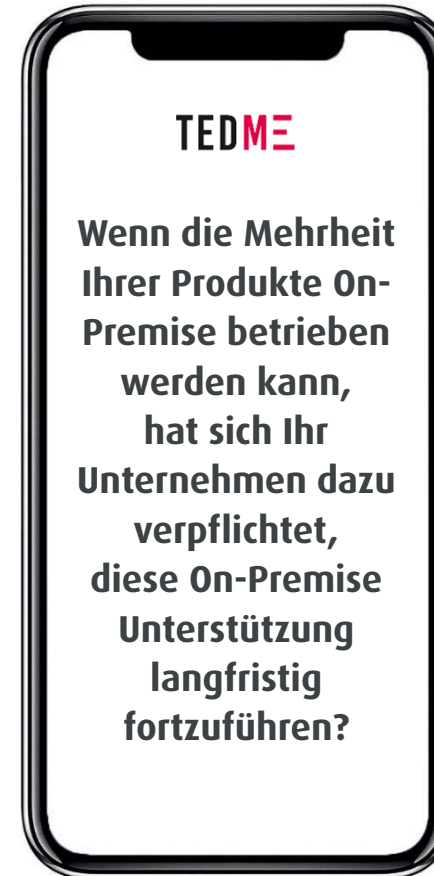 TEDME
Wenn die Mehrheit
Ihrer Produkte On-
Premise betrieben
werden kann,
hat sich Ihr
Unternehmen dazu
verpflichtet,
diese On-Premise
Unterstützung
langfristig
fortzuführen?